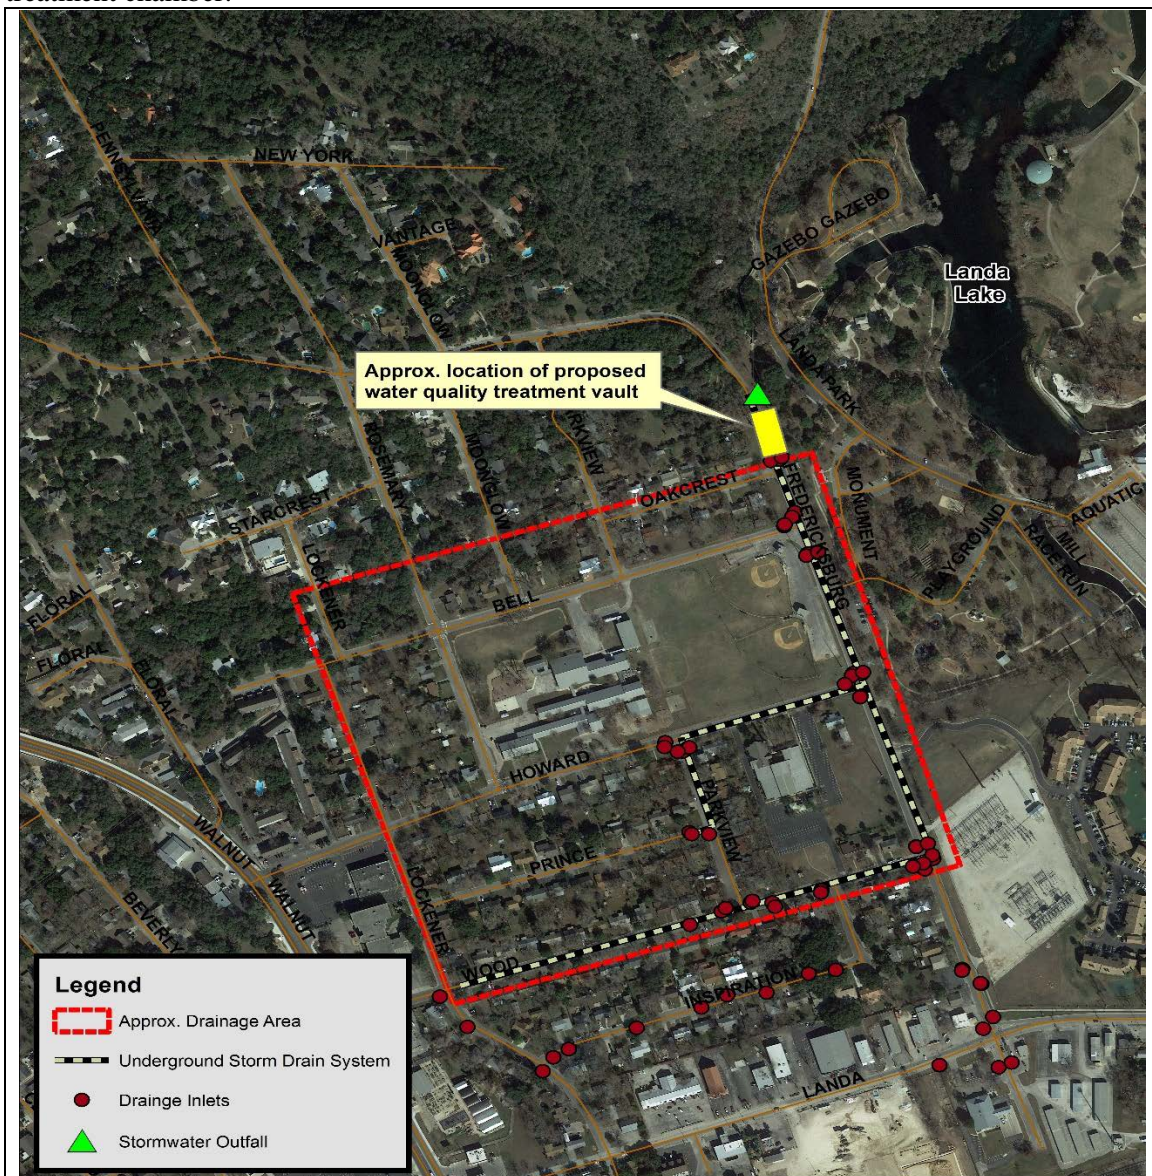 treatment chamber.
NEW YORK
VANTAGE
MOONGLOW
GAZEBO GAZEBO
Landa
Lake
LANDA PARK
Approx. location of proposed
water quality treatment vault
ROSEMARY
MOONGLOW
STARCREST
OAKCREST
FREDERICKSBURG
MONUMENT
PLAYGROUND
AQUATIC
MILL
RACE RUN
LOCKENER
BELL
FLORAL
FLORAL
FLORAL
HOWARD
PARKVIEW
PRINCE
WALNUT
WALNUT
BEVERLY
LOCKENER
WOOD
INSPIRATION
LANDA
Legend
Approx. Drainage Area
Underground Storm Drain System
Drainge Inlets
Stormwater Outfall